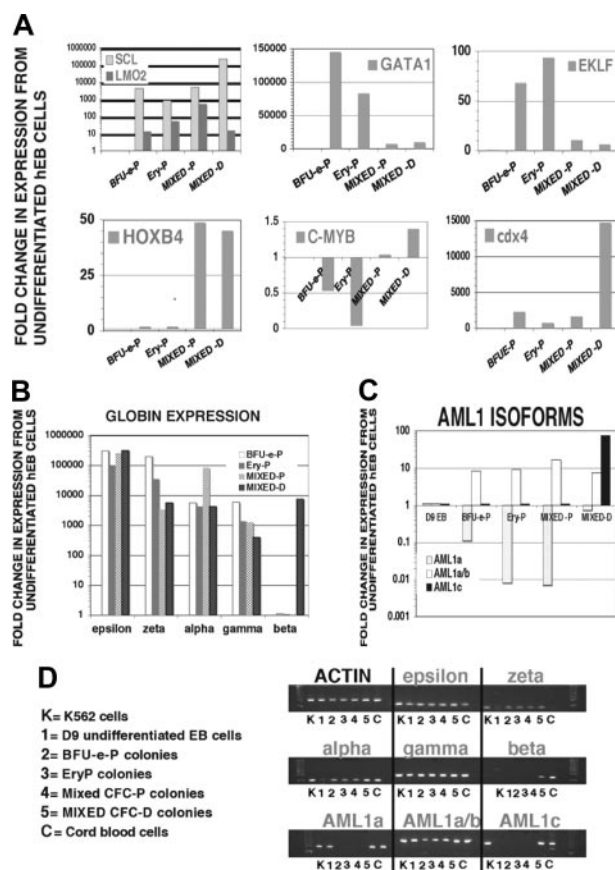 A
FOLD CHANGE IN EXPRESSION FROM
UNDIFFERENTIATED hEB CELLS
1000000
100000
10000
1000
100
10
1
SCL
LMO2
BFU-e-P
Ery-P
MIXED -P
MIXED -D
150000
100000
50000
0
GATA1
BFU-e-P
Ery-P
MIXED -P
MIXED -D
100
50
0
EKLF
BFU-e-P
Ery-P
MIXED -P
MIXED -D
50
25
0
HOXB4
BFU-e-P
Ery-P
MIXED -P
MIXED -D
1.5
1
0.5
0
C-MYB
BFU-e-P
Ery-P
MIXED -P
MIXED -D
15000
10000
5000
0
cdx4
BFUE-P
Ery-P
MIXED -P
MIXED -D
B
GLOBIN EXPRESSION
FOLD CHANGE IN EXPRESSION FROM
UNDIFFERENTIATED hEB CELLS
1000000
100000
10000
1000
100
10
1
BFU-e-P
Ery-P
MIXED-P
MIXED-D
epsilon
zeta
alpha
gamma
beta
C
AML1 ISOFORMS
FOLD CHANGE IN EXPRESSION FROM
UNDIFFERENTIATED hEB CELLS
100
10
1
0.1
0.01
0.001
D9 EB
BFU-e-P
Ery-P
MIXED -P
MIXED-D
AML1a
AML1a/b
AML1c
D
K= K562 cells
1= D9 undifferentiated EB cells
2= BFU-e-P colonies
3= EryP colonies
4= Mixed CFC-P colonies
5= MIXED CFC-D colonies
C= Cord blood cells
ACTIN epsilon zeta
K 1 2 3 4 5 C K 1 2 3 4 5 C K 1 2 3 4 5 C
alpha gamma beta
K 1 2 3 4 5 C K 1 2 3 4 5 C K 1 2 3 4 5 C
AML1a AML1a/b AML1c
K 1 2 3 4 5 C K 1 2 3 4 5 C K 1 2 3 4 5 C